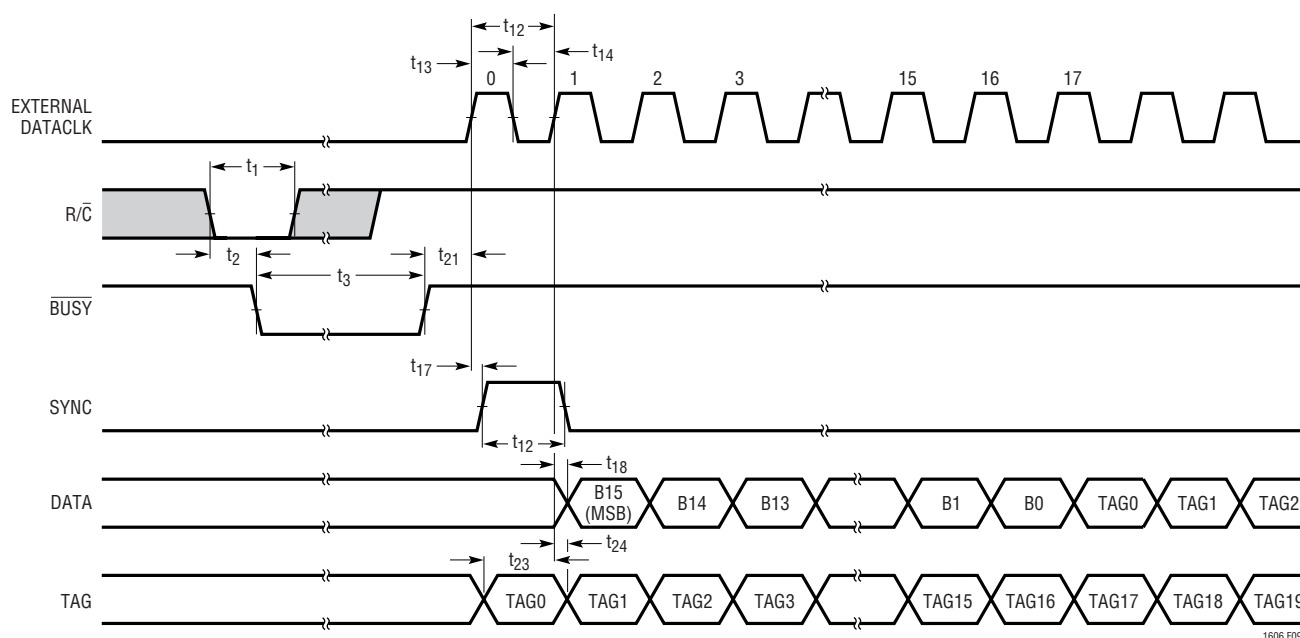 t12
t13
t14
0 1 2 3 15 16 17
EXTERNAL
DATACLK
t1
R/C̅
t2 t21
t3
B̅U̅S̅Y̅
t17
SYNC
t12
t18
DATA B15 B14 B13 B1 B0 TAG0 TAG1 TAG2
(MSB)
t24
t23
TAG TAG0 TAG1 TAG2 TAG3 TAG15 TAG16 TAG17 TAG18 TAG19
1606 F09